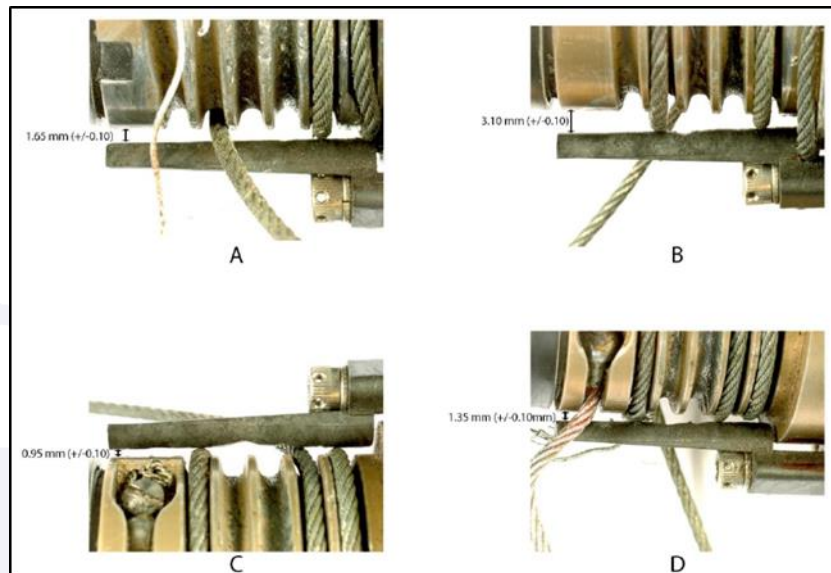 1.65 mm (+/-0.10)
A
3.10 mm (+/-0.10)
B
0.95 mm (+/-0.10)
C
1.35 mm (+/-0.10mm)
D